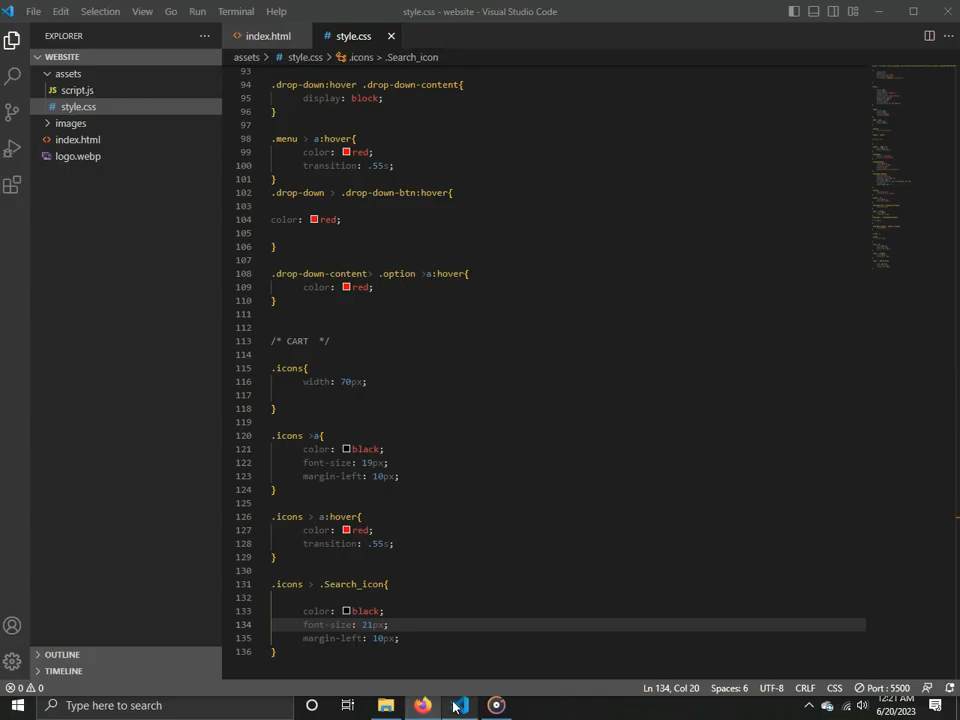 File Edit Selection View Go Run Terminal Help
style.css - website - Visual Studio Code
EXPLORER
WEBSITE
assets
JS script.js
# style.css
images
<> index.html
logo.webp
OUTLINE
TIMELINE
<> index.html
# style.css
assets > # style.css > .icons > .Search_icon
93
94 .drop-down:hover .drop-down-content{
95 display: block;
96 }
97
98 .menu > a:hover{
99 color: red;
100 transition: .55s;
101 }
102 .drop-down > .drop-down-btn:hover{
103
104 color: red;
105
106 }
107
108 .drop-down-content> .option >a:hover{
109 color: red;
110 }
111
112
113 /* CART */
114
115 .icons{
116 width: 70px;
117
118 }
119
120 .icons >a{
121 color: black;
122 font-size: 19px;
123 margin-left: 10px;
124 }
125
126 .icons > a:hover{
127 color: red;
128 transition: .55s;
129 }
130
131 .icons > .Search_icon{
132
133 color: black;
134 font-size: 21px;
135 margin-left: 10px;
136 }
0 0
Ln 134, Col 20 Spaces: 6 UTF-8 CRLF CSS Port : 5500
Type here to search
12:21 AM
6/20/2023